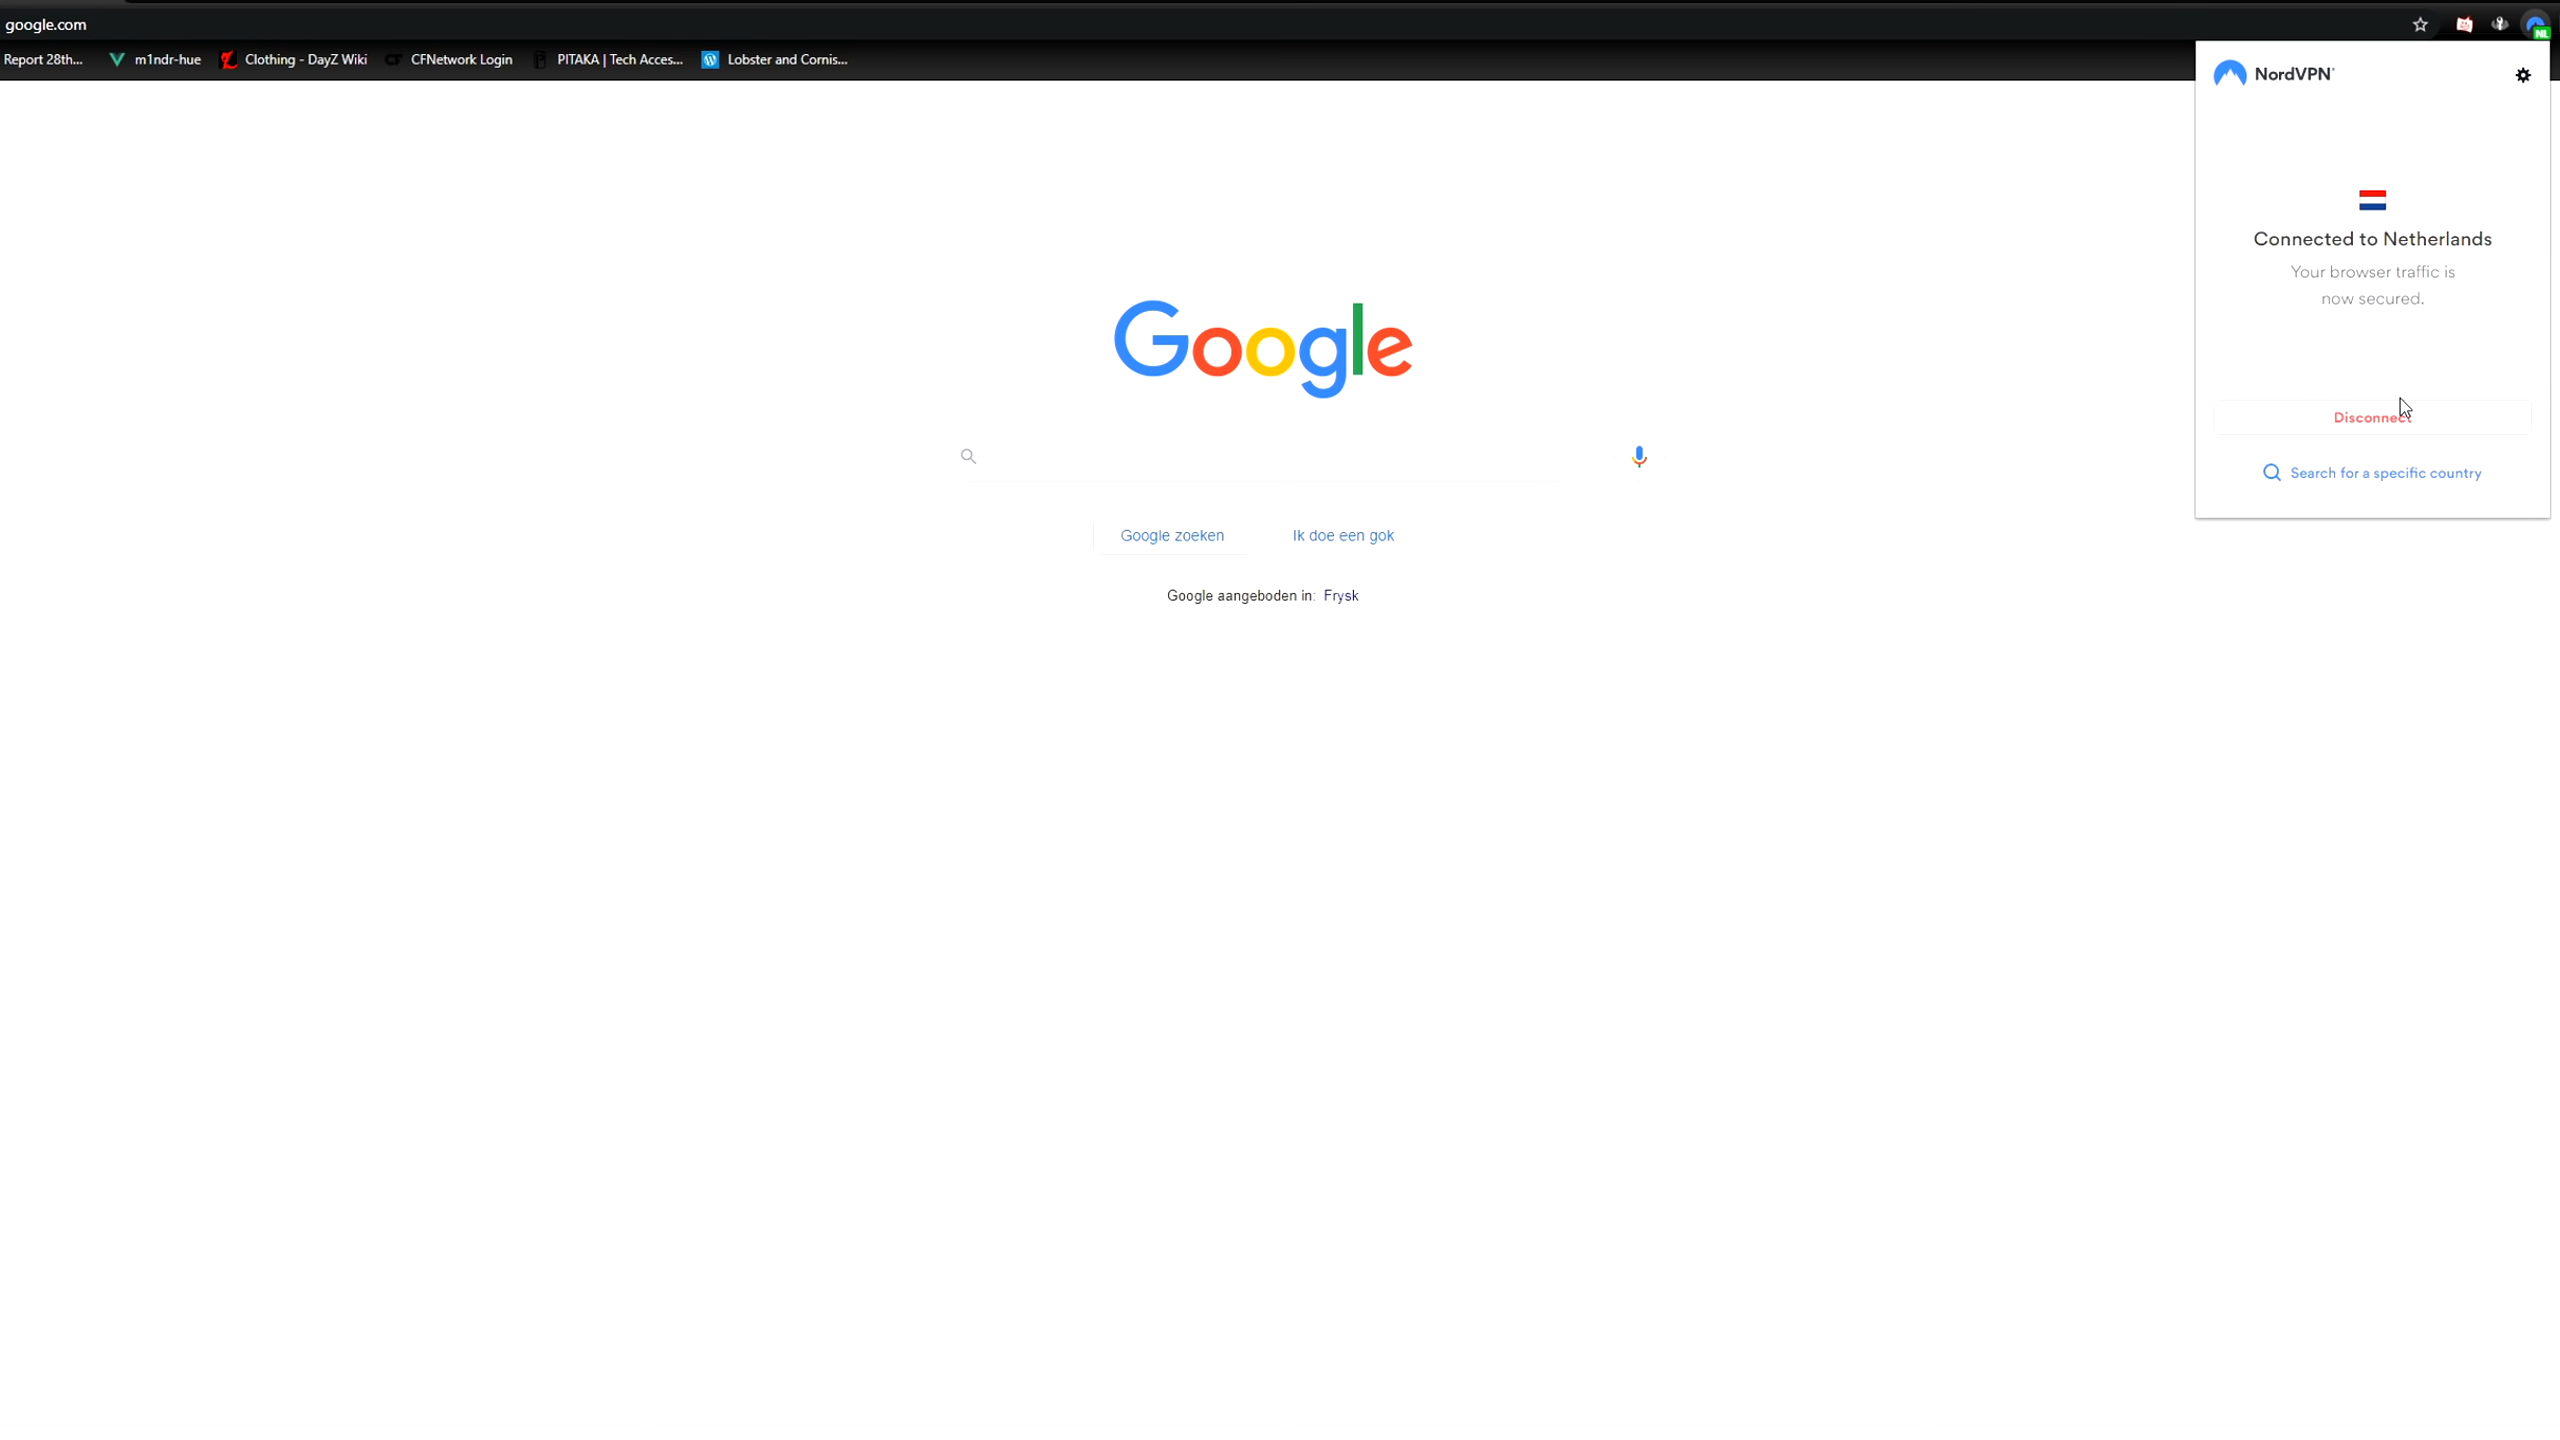 google.com
NL
Report 28th...
m1ndr-hue
Clothing - DayZ Wiki
CFNetwork Login
PITAKA | Tech Acces...
Lobster and Cornis...
NordVPN
Connected to Netherlands
Your browser traffic is
now secured.
Disconnect
Search for a specific country
Google
Google zoeken
Ik doe een gok
Google aangeboden in: Frysk